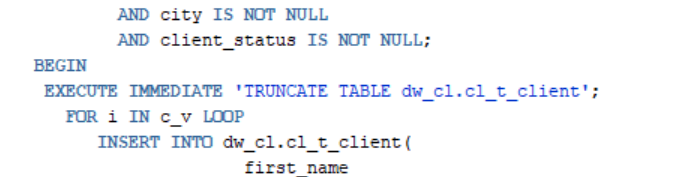 AND city IS NOT NULL
AND client_status IS NOT NULL;
BEGIN
EXECUTE IMMEDIATE 'TRUNCATE TABLE dw_cl.cl_t_client';
FOR i IN c_v LOOP
INSERT INTO dw_cl.cl_t_client(
first_name